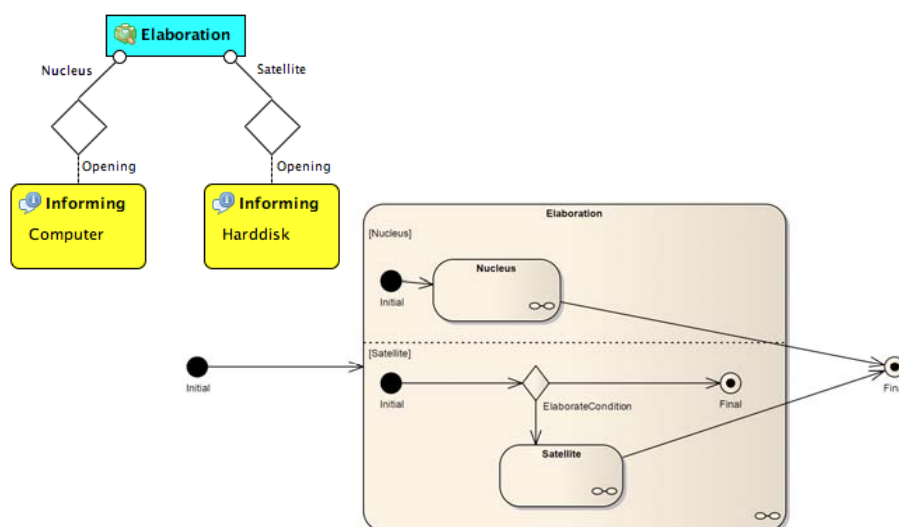 Elaboration
Nucleus
Satellite
Opening
Opening
Informing
Computer
Informing
Harddisk
Elaboration
[Nucleus]
Nucleus
Initial
[Satellite]
Initial
Initial
ElaborateCondition
Final
Satellite